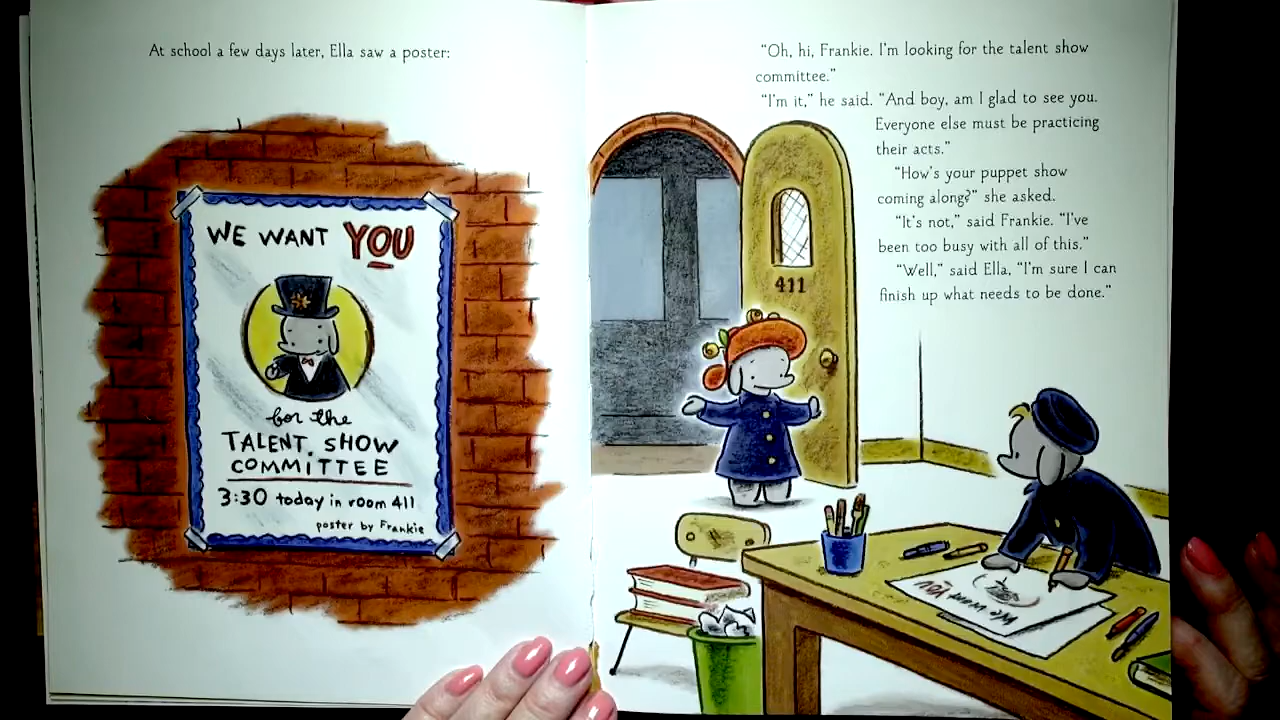 At school a few days later, Ella saw a poster:
WE WANT YOU
for the
TALENT SHOW
COMMITTEE
3:30 today in room 411
poster by Frankie
“Oh, hi, Frankie. I’m looking for the talent show
committee.”
“I’m it,” he said. “And boy, am I glad to see you.
Everyone else must be practicing
their acts.”
“How’s your puppet show
coming along?” she asked.
“It’s not,” said Frankie. “I’ve
been too busy with all of this.”
“Well,” said Ella, “I’m sure I can
finish up what needs to be done.”
411
We want YOU